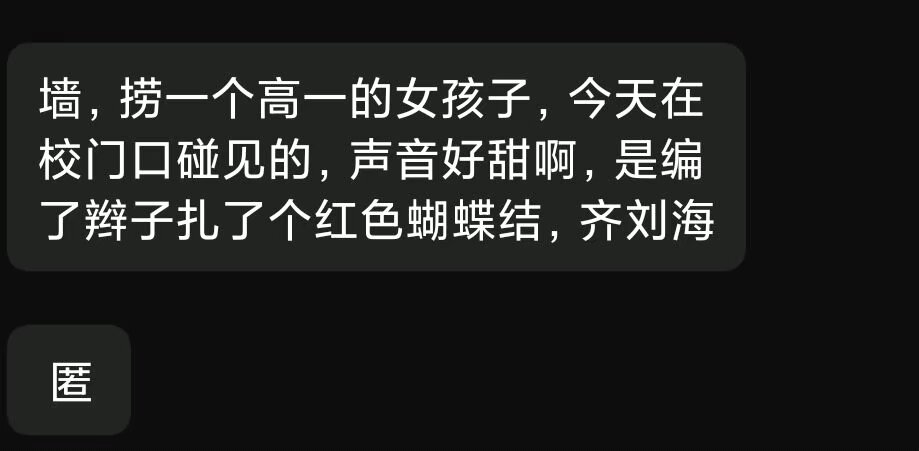 墙，捞一个高一的女孩子，今天在
校门口碰见的，声音好甜啊，是编
了辫子扎了个红色蝴蝶结，齐刘海
匿